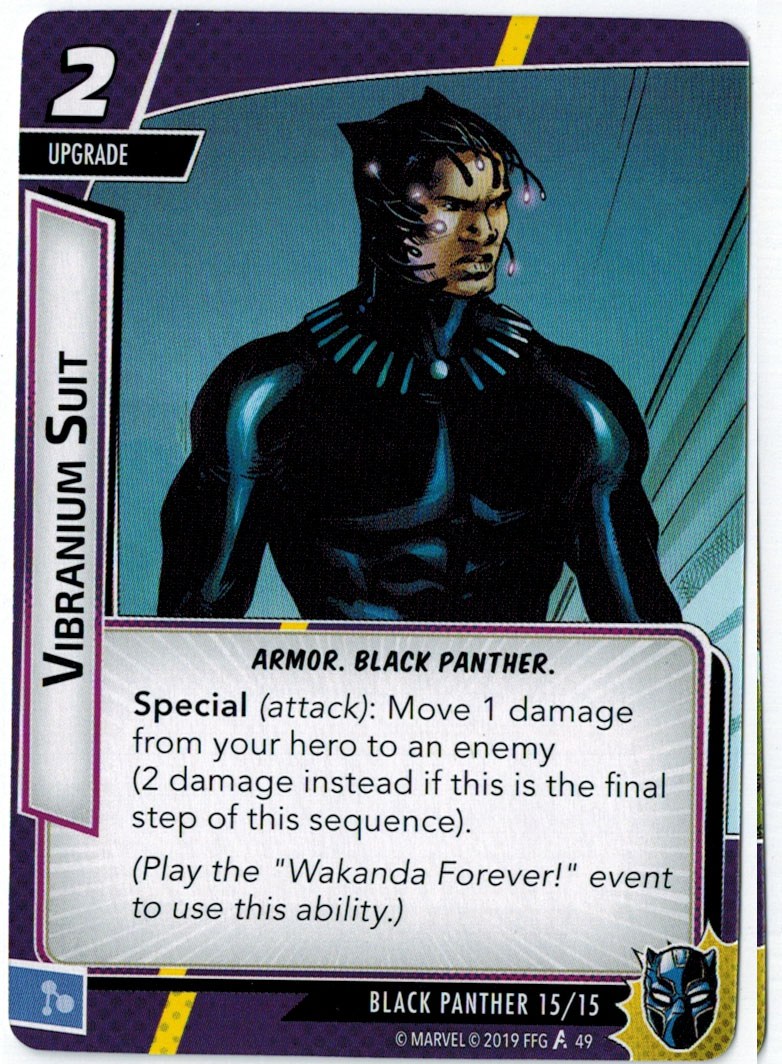 2
UPGRADE
VIBRANIUM SUIT
ARMOR. BLACK PANTHER.
Special (attack): Move 1 damage
from your hero to an enemy
(2 damage instead if this is the final
step of this sequence).
(Play the "Wakanda Forever!" event
to use this ability.)
BLACK PANTHER 15/15
© MARVEL © 2019 FFG A 49